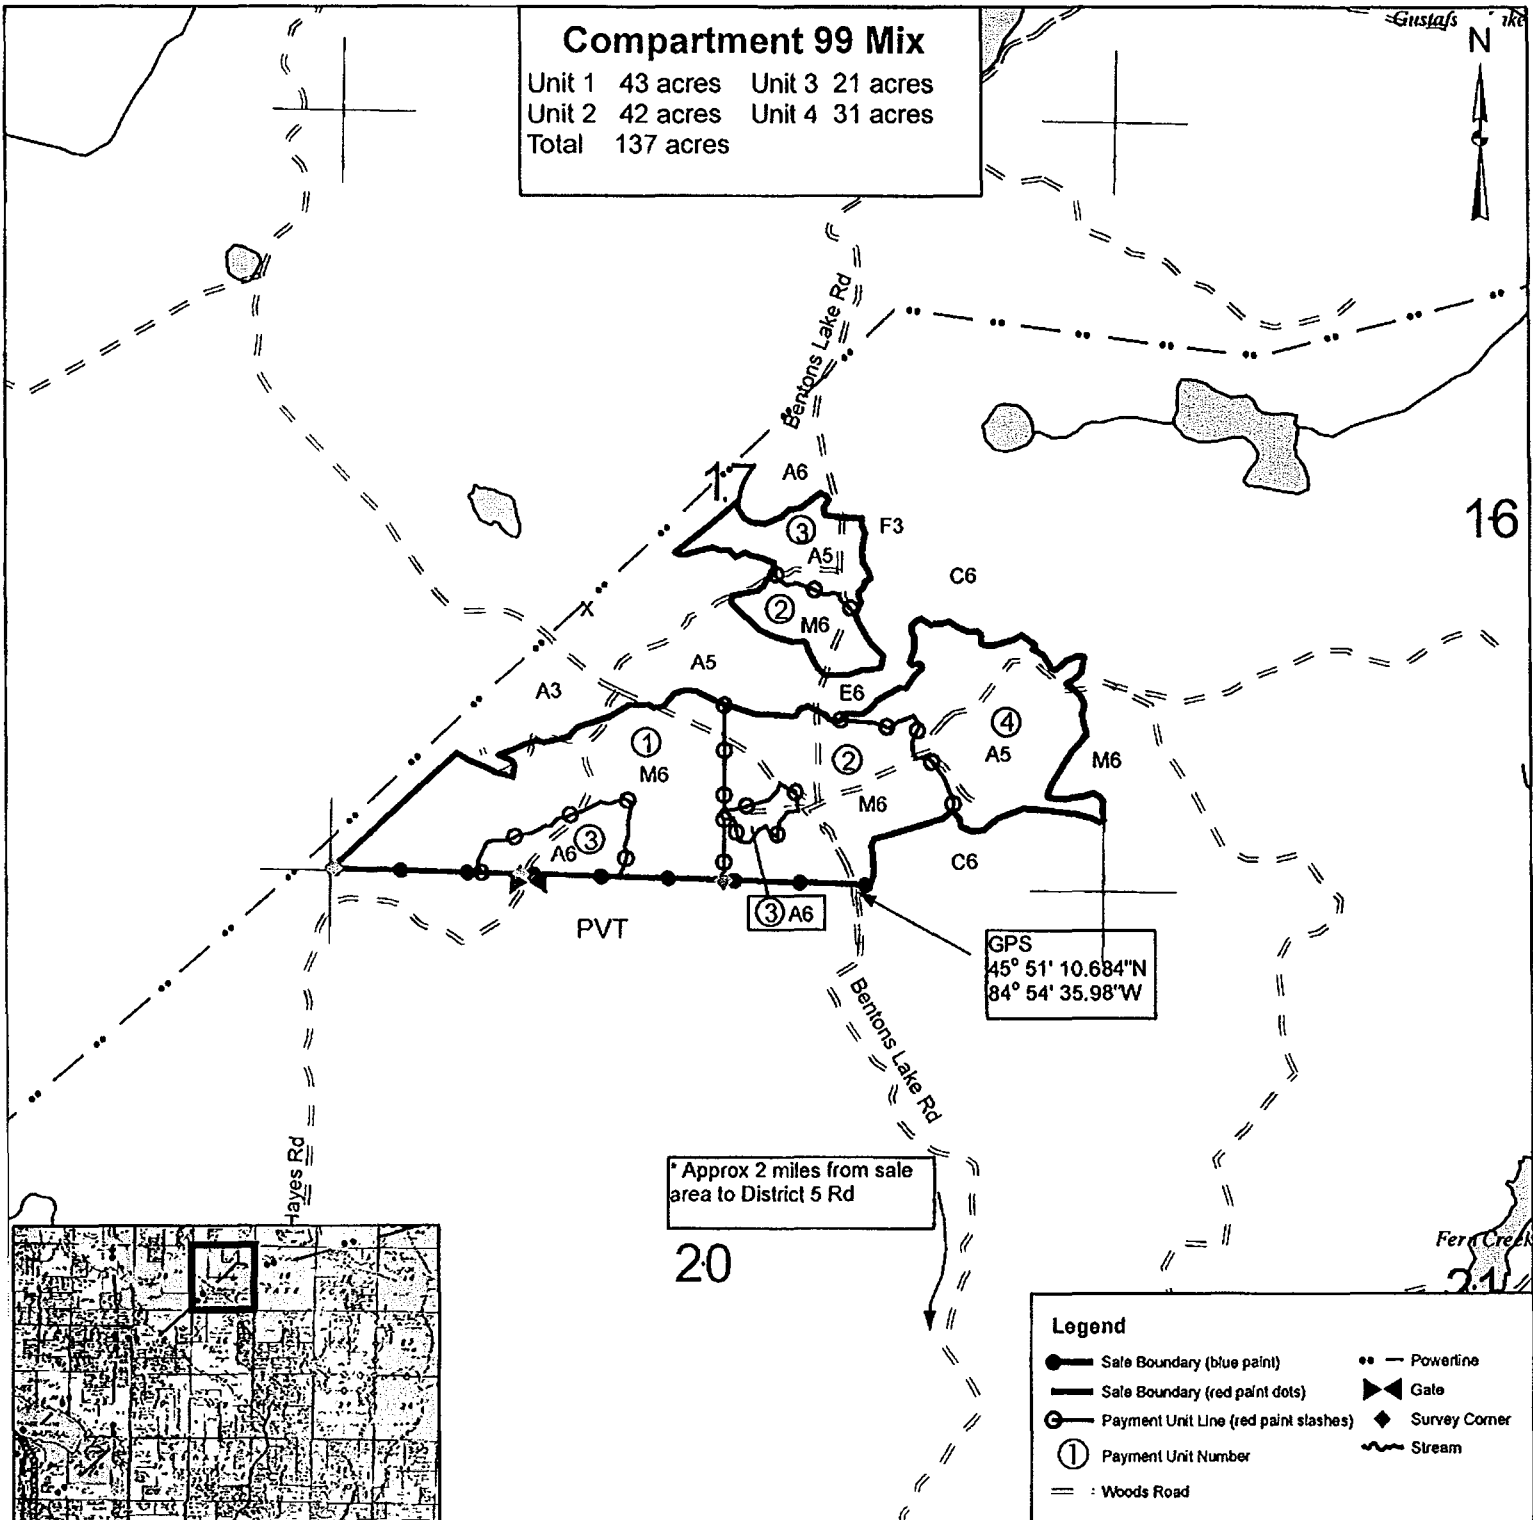 Compartment 99 Mix
Unit 1 43 acres Unit 3 21 acres
Unit 2 42 acres Unit 4 31 acres
Total 137 acres
Gustafs
N
Bentons Lake Rd
A6
3
F3
A5
16
C6
2
M6
X
A5
A3
E6
4
1
A5
M6
2
M6
M6
3
A6
C6
3 A6
PVT
GPS
45° 51' 10.684"N
84° 54' 35.98"W
Bentons Lake Rd
Hayes Rd
* Approx 2 miles from sale
area to District 5 Rd
20
Fern Creek
21
Legend
Sale Boundary (blue paint)
Sale Boundary (red paint dots)
Payment Unit Line (red paint slashes)
1 Payment Unit Number
Woods Road
Powerline
Gate
Survey Corner
Stream